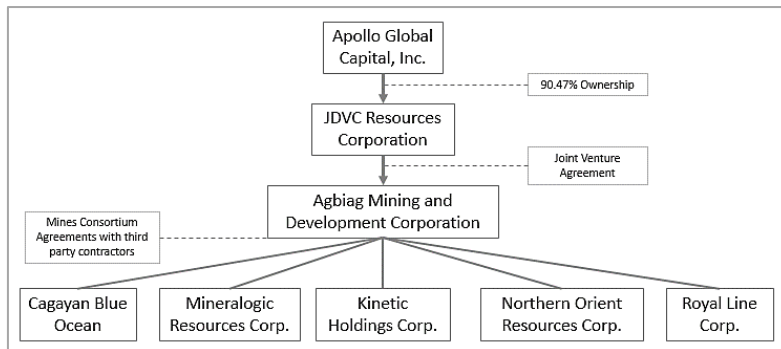 Apollo Global
Capital, Inc.
90.47% Ownership
JDVC Resources
Corporation
Joint Venture
Agreement
Agbiag Mining and
Development Corporation
Mines Consortium
Agreements with third
party contractors
Cagayan Blue
Ocean
Mineralogic
Resources Corp.
Kinetic
Holdings Corp.
Northern Orient
Resources Corp.
Royal Line
Corp.